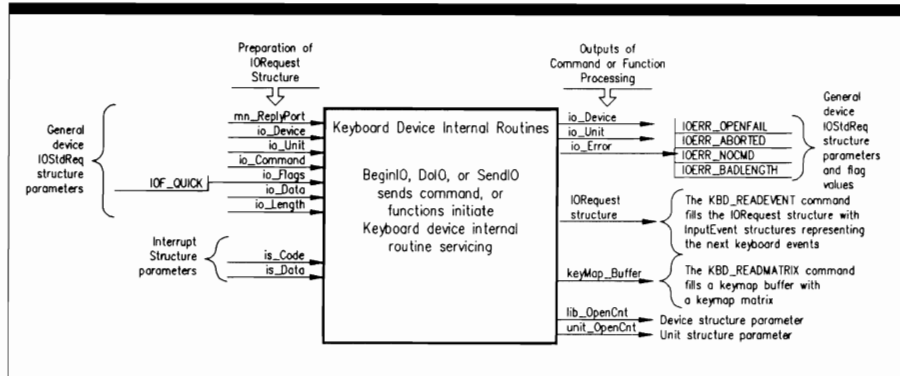 Preparation of
IORequest
Structure
General
device
IOStdReq
structure
parameters
IOF_QUICK
mn_ReplyPort
io_Device
io_Unit
io_Command
io_Flags
io_Data
io_Length
Interrupt
Structure
parameters
is_Code
is_Data
Keyboard Device Internal Routines
BeginIO, DoIO, or SendIO
sends command, or
functions initiate
Keyboard device internal
routine servicing
Outputs of
Command or Function
Processing
io_Device
io_Unit
io_Error
IOERR_OPENFAIL
IOERR_ABORTED
IOERR_NOCMD
IOERR_BADLENGTH
General
device
IOStdReq
structure
parameters
and flag
values
IORequest
structure
The KBD_READEVENT command
fills the IORequest structure with
InputEvent structures representing
the next keyboard events
keyMap_Buffer
The KBD_READMATRIX command
fills a keymap buffer with
a keymap matrix
lib_OpenCnt
Device structure parameter
unit_OpenCnt
Unit structure parameter